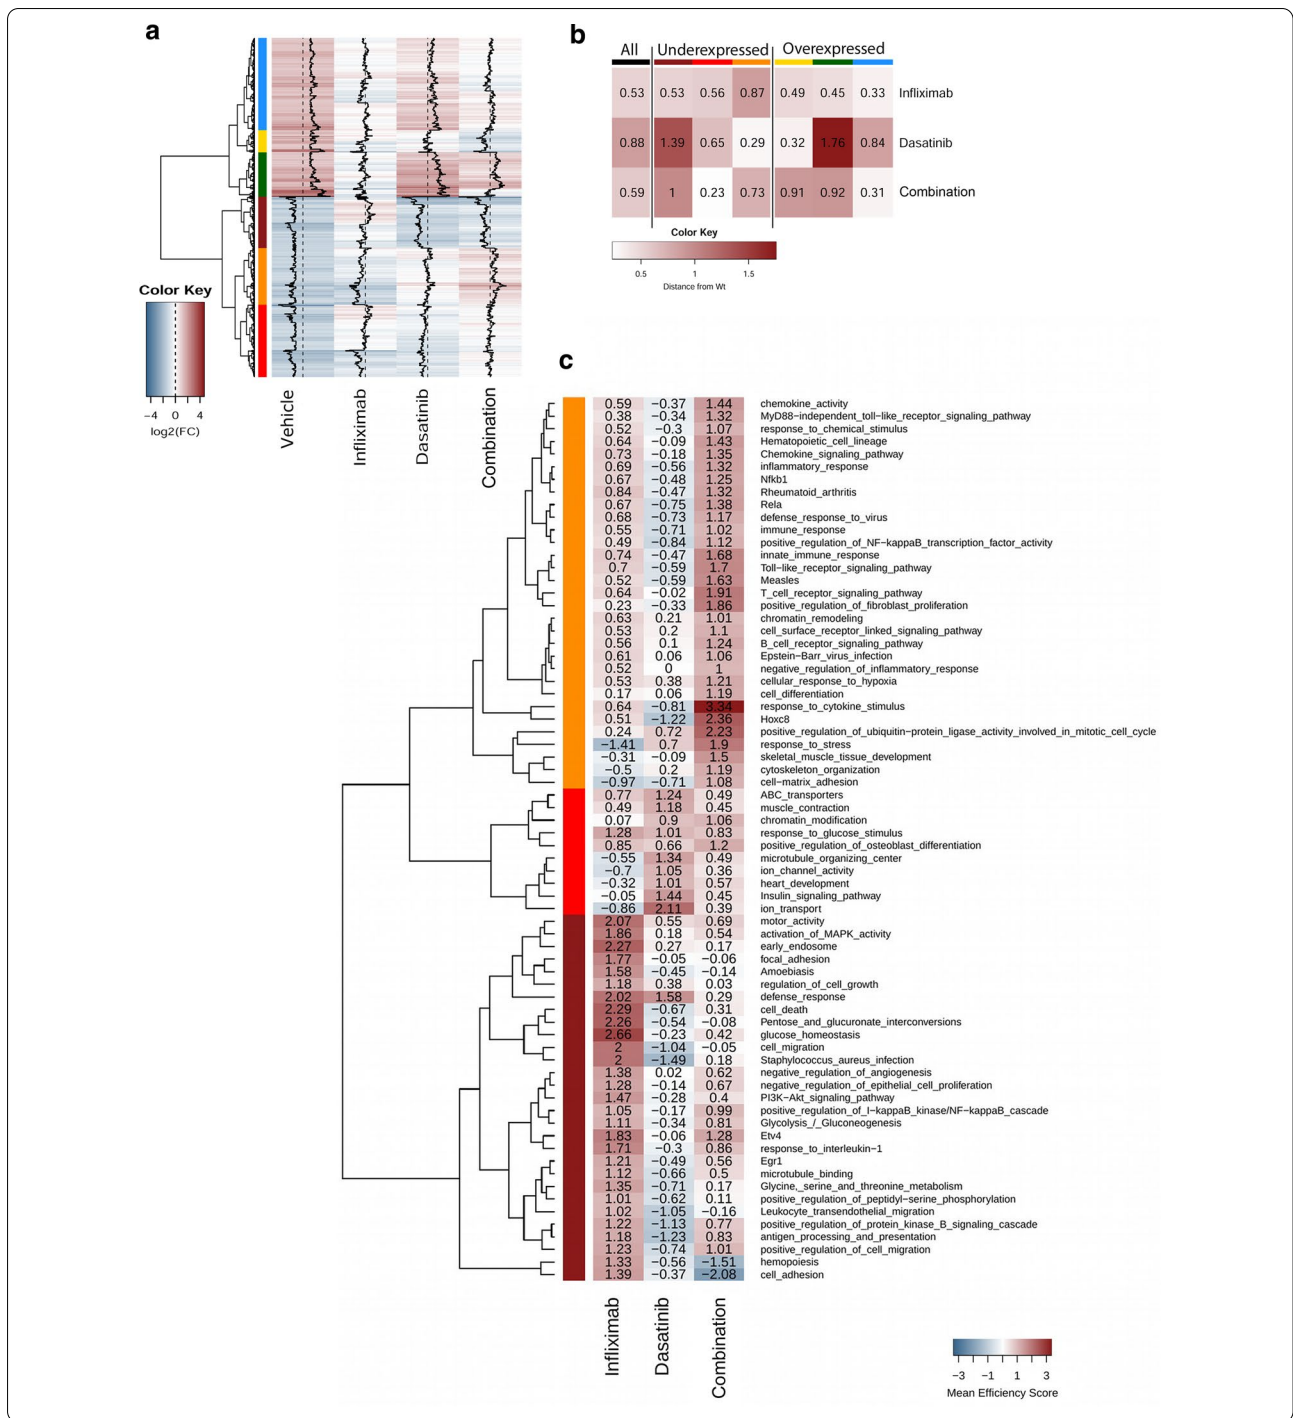 a
Color Key
−4 0 4
log2(FC)
Vehicle
Infliximab
Dasatinib
Combination
b
All Underexpressed Overexpressed
0.53 0.53 0.56 0.87 0.49 0.45 0.33 Infliximab
0.88 1.39 0.65 0.29 0.32 1.76 0.84 Dasatinib
0.59 1 0.23 0.73 0.91 0.92 0.31 Combination
Color Key
0.5 1 1.5
Distance from Wt
c
0.59 −0.37 1.44 chemokine_activity
0.38 −0.34 1.32 MyD88−independent_toll−like_receptor_signaling_pathway
0.52 −0.3 1.07 response_to_chemical_stimulus
0.64 −0.09 1.43 Hematopoietic_cell_lineage
0.73 −0.18 1.35 Chemokine_signaling_pathway
0.69 −0.56 1.32 inflammatory_response
0.67 −0.48 1.25 Nfkb1
0.84 −0.47 1.32 Rheumatoid_arthritis
0.67 −0.75 1.38 Rela
0.68 −0.73 1.17 defense_response_to_virus
0.55 −0.71 1.02 immune_response
0.49 −0.84 1.12 positive_regulation_of_NF−kappaB_transcription_factor_activity
0.74 −0.47 1.68 innate_immune_response
0.7 −0.59 1.7 Toll−like_receptor_signaling_pathway
0.52 −0.59 1.63 Measles
0.64 −0.02 1.91 T_cell_receptor_signaling_pathway
0.23 −0.33 1.86 positive_regulation_of_fibroblast_proliferation
0.63 0.21 1.01 chromatin_remodeling
0.53 0.2 1.1 cell_surface_receptor_linked_signaling_pathway
0.56 0.1 1.24 B_cell_receptor_signaling_pathway
0.61 0.06 1.06 Epstein−Barr_virus_infection
0.52 0 1 negative_regulation_of_inflammatory_response
0.53 0.38 1.21 cellular_response_to_hypoxia
0.17 0.06 1.19 cell_differentiation
0.64 −0.81 3.34 response_to_cytokine_stimulus
0.51 −1.22 2.36 Hoxc8
0.24 0.72 2.23 positive_regulation_of_ubiquitin−protein_ligase_activity_involved_in_mitotic_cell_cycle
−1.41 0.7 1.9 response_to_stress
−0.31 −0.09 1.5 skeletal_muscle_tissue_development
−0.5 0.2 1.19 cytoskeleton_organization
−0.97 −0.71 1.08 cell−matrix_adhesion
0.77 1.24 0.49 ABC_transporters
0.49 1.18 0.45 muscle_contraction
0.07 0.9 1.06 chromatin_modification
1.28 1.01 0.83 response_to_glucose_stimulus
0.85 0.66 1.2 positive_regulation_of_osteoblast_differentiation
−0.55 1.34 0.49 microtubule_organizing_center
−0.7 1.05 0.36 ion_channel_activity
−0.32 1.01 0.57 heart_development
−0.05 1.44 0.45 Insulin_signaling_pathway
−0.86 2.11 0.39 ion_transport
2.07 0.55 0.69 motor_activity
1.86 0.18 0.54 activation_of_MAPK_activity
2.27 0.27 0.17 early_endosome
1.77 −0.05 −0.06 focal_adhesion
1.58 −0.45 −0.14 Amoebiasis
1.18 0.38 0.03 regulation_of_cell_growth
2.02 1.58 0.29 defense_response
2.29 −0.67 0.31 cell_death
2.26 −0.54 −0.08 Pentose_and_glucuronate_interconversions
2.66 −0.23 0.42 glucose_homeostasis
2 −1.04 −0.05 cell_migration
2 −1.49 0.18 Staphylococcus_aureus_infection
1.38 0.02 0.62 negative_regulation_of_angiogenesis
1.28 −0.14 0.67 negative_regulation_of_epithelial_cell_proliferation
1.47 −0.28 0.4 PI3K−Akt_signaling_pathway
1.05 −0.17 0.99 positive_regulation_of_I−kappaB_kinase/NF−kappaB_cascade
1.11 −0.34 0.81 Glycolysis_/_Gluconeogenesis
1.83 −0.06 1.28 Etv4
1.71 −0.3 0.86 response_to_interleukin−1
1.21 −0.49 0.56 Egr1
1.12 −0.66 0.5 microtubule_binding
1.35 −0.71 0.17 Glycine,_serine_and_threonine_metabolism
1.01 −0.62 0.11 positive_regulation_of_peptidyl−serine_phosphorylation
1.02 −1.05 −0.16 Leukocyte_transendothelial_migration
1.22 −1.13 0.77 positive_regulation_of_protein_kinase_B_signaling_cascade
1.18 −1.23 0.83 antigen_processing_and_presentation
1.23 −0.74 1.01 positive_regulation_of_cell_migration
1.33 −0.56 −1.51 hemopoiesis
1.39 −0.37 −2.08 cell_adhesion
Infliximab
Dasatinib
Combination
−3 −1 1 3
Mean Efficiency Score